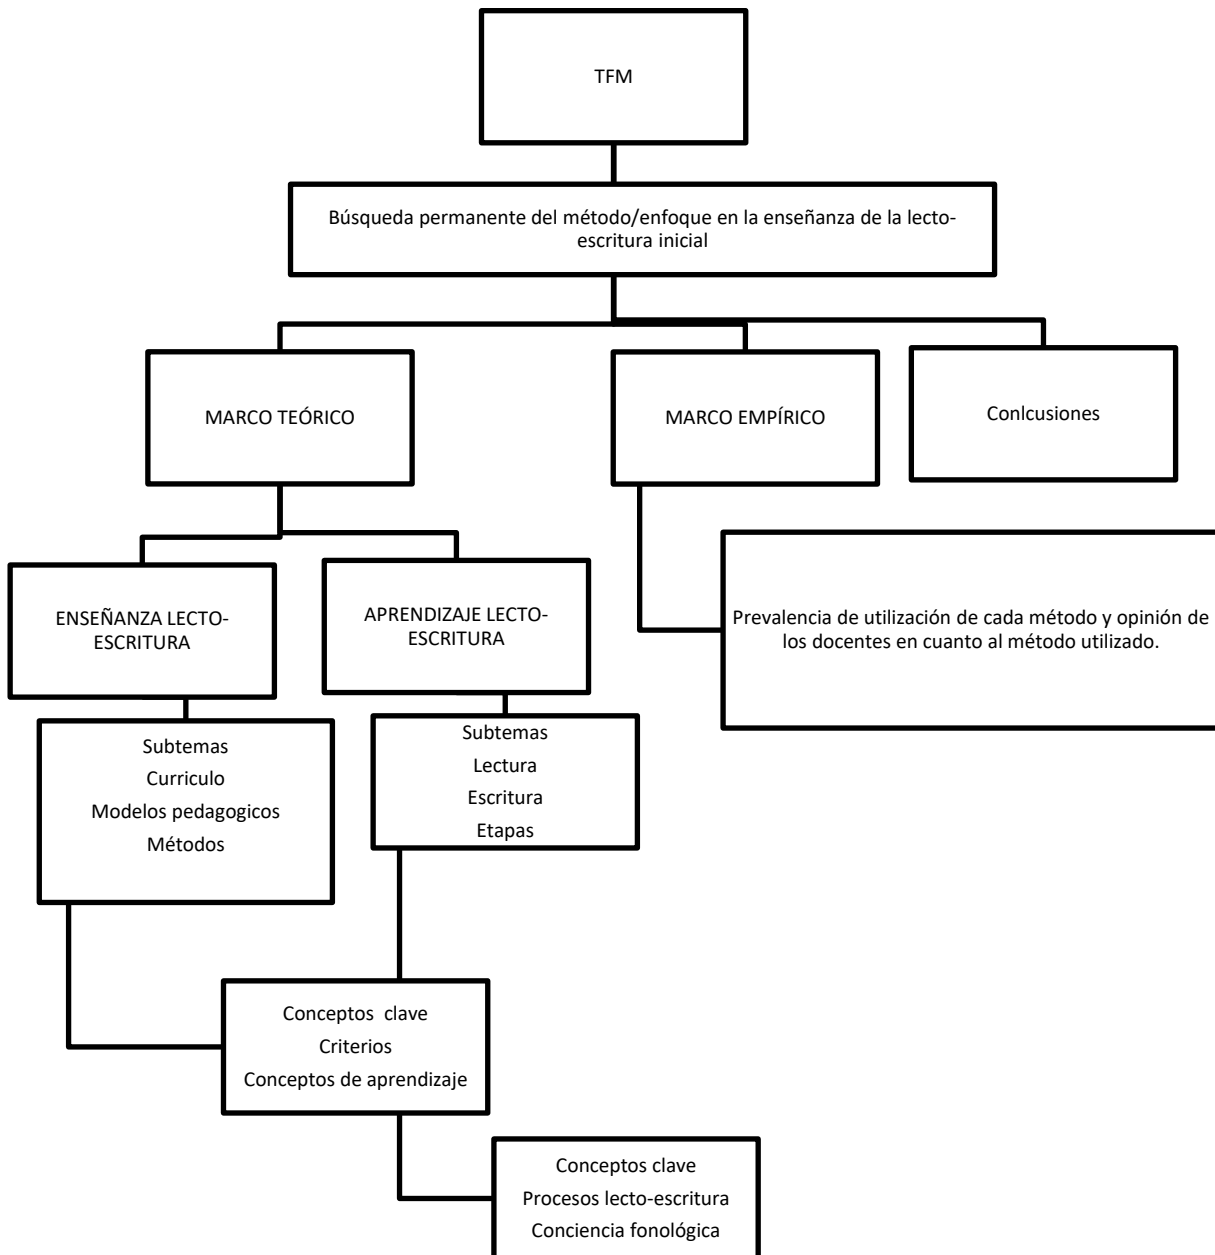 TFM
Búsqueda permanente del método/enfoque en la enseñanza de la lecto-
escritura inicial
MARCO TEÓRICO
MARCO EMPÍRICO
Conlcusiones
ENSEÑANZA LECTO-
ESCRITURA
APRENDIZAJE LECTO-
ESCRITURA
Prevalencia de utilización de cada método y opinión de
los docentes en cuanto al método utilizado.
Subtemas
Curriculo
Modelos pedagogicos
Métodos
Subtemas
Lectura
Escritura
Etapas
Conceptos clave
Criterios
Conceptos de aprendizaje
Conceptos clave
Procesos lecto-escritura
Conciencia fonológica